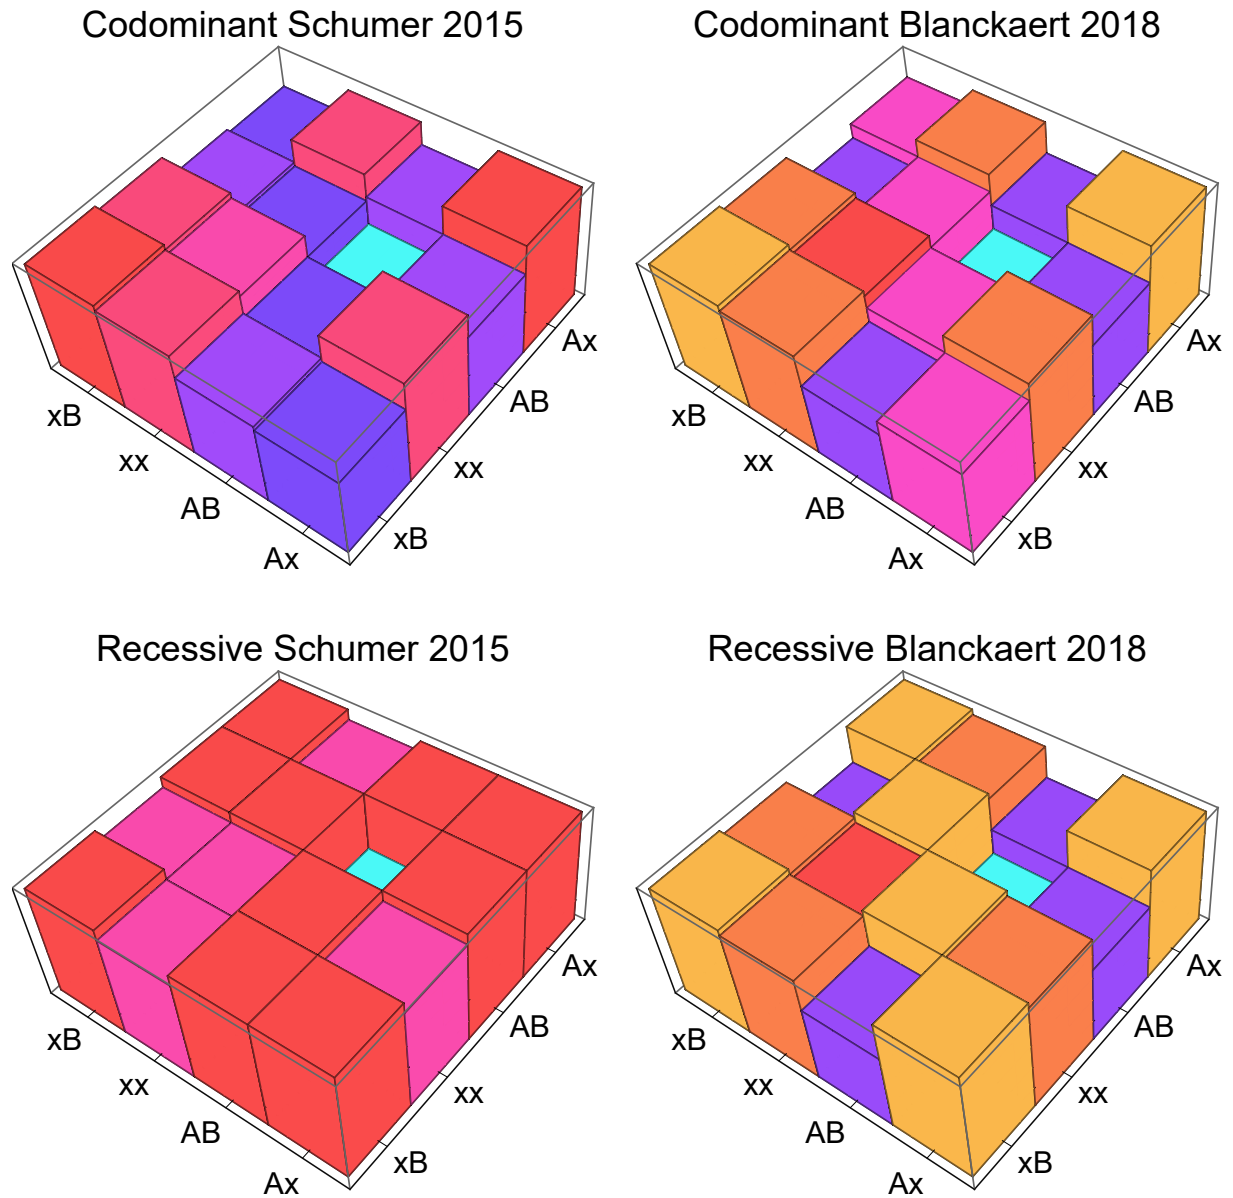 Codominant Schumer 2015
Codominant Blanckaert 2018
Ax
Ax
AB
AB
xB
xB
xx
xx
xx
xx
AB
AB
xB
xB
Ax
Ax
Recessive Schumer 2015
Recessive Blanckaert 2018
Ax
Ax
AB
AB
xB
xB
xx
xx
xx
xx
AB
AB
xB
xB
Ax
Ax